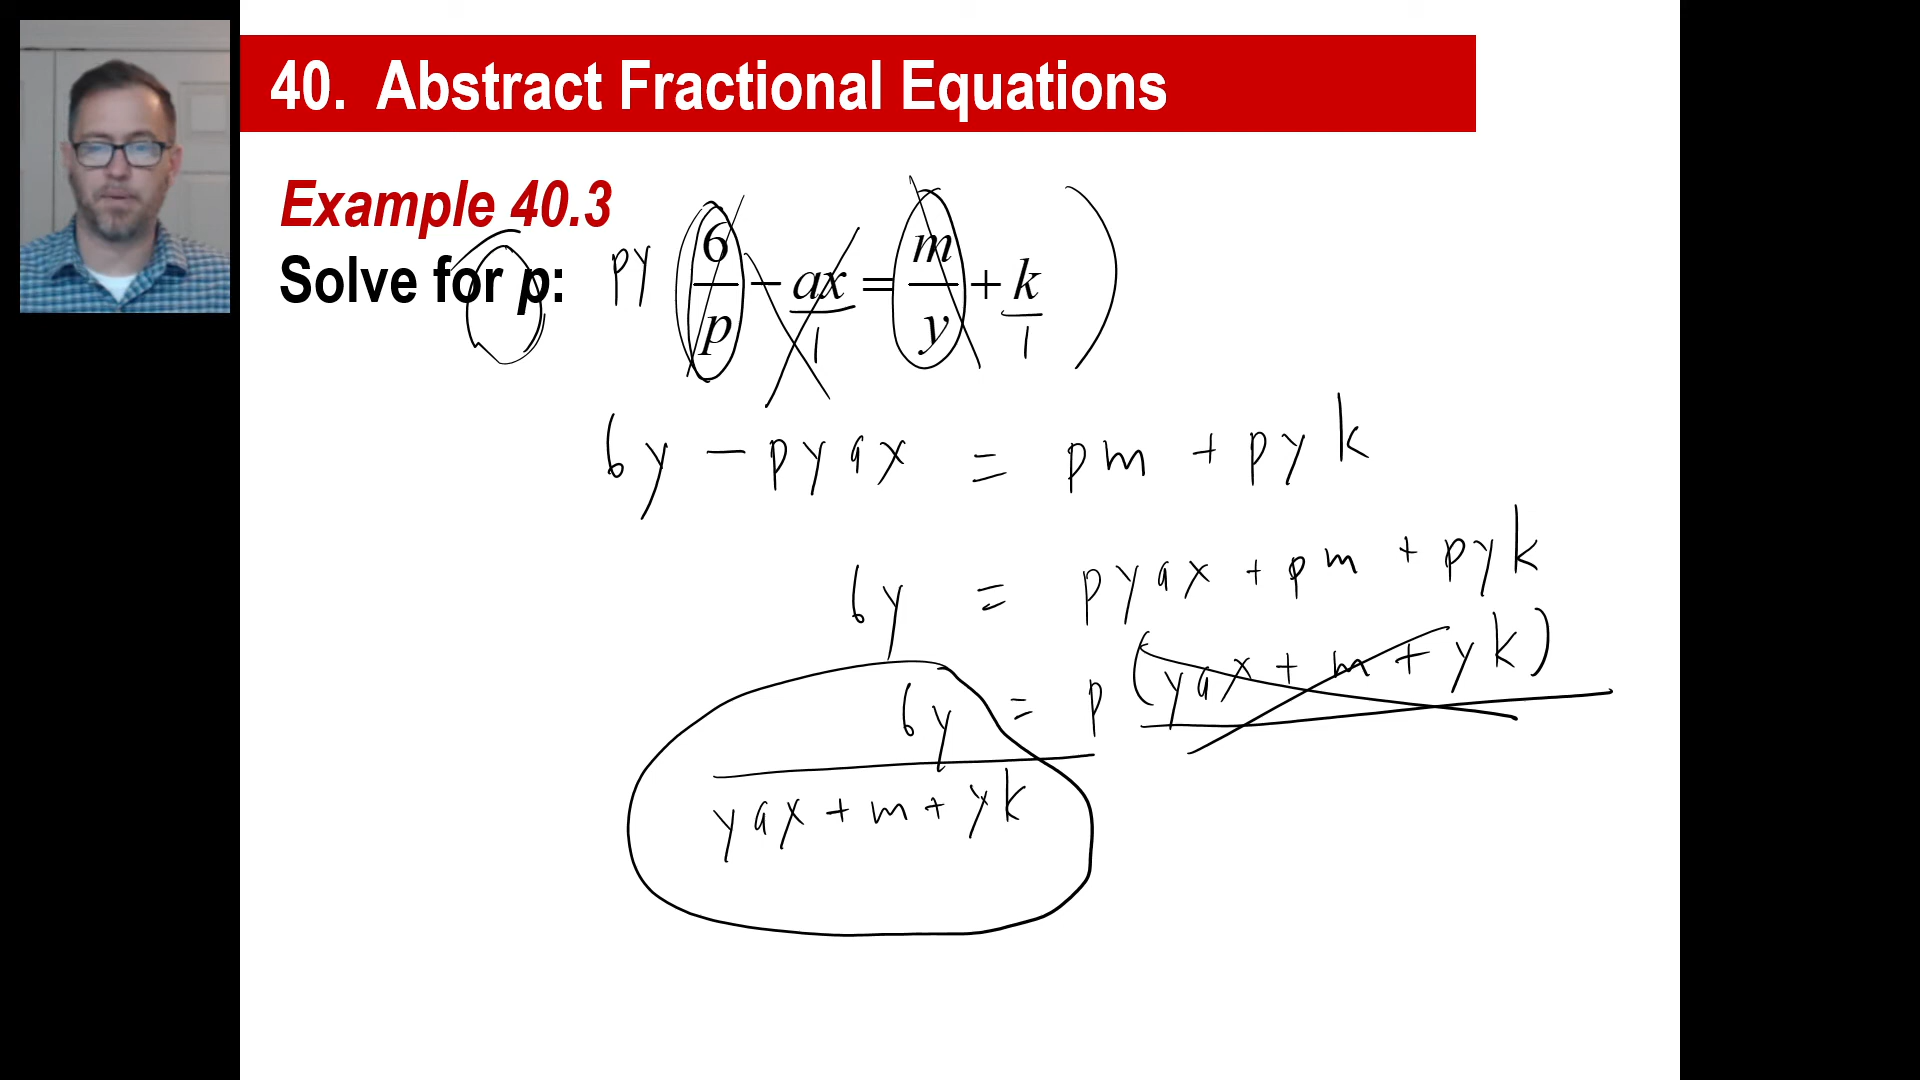 40. Abstract Fractional Equations
Example 40.3
Solve for p: py ( 6/p − ax/1 = m/y + k/1 )
6y − pyax = pm + pyk
6y = pyax + pm + pyk
6y = p (yax + m + yk)
yax + m + yk